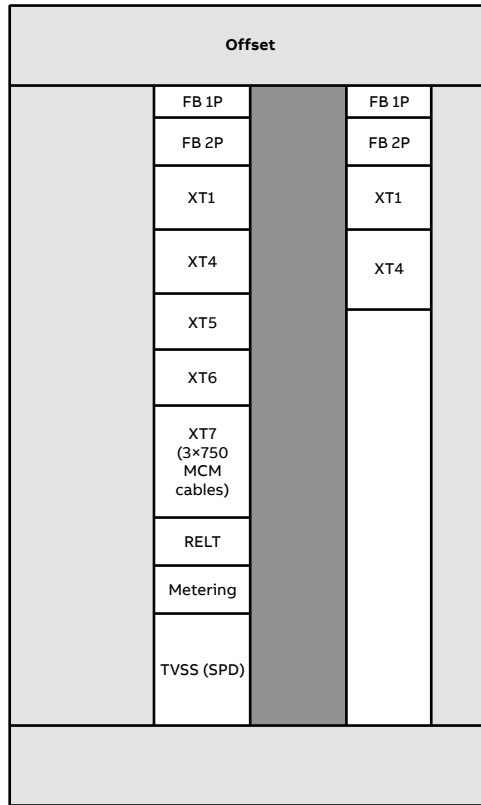 Offset
FB 1P
FB 2P
XT1
XT4
XT5
XT6
XT7
(3×750
MCM
cables)
RELT
Metering
TVSS (SPD)
FB 1P
FB 2P
XT1
XT4